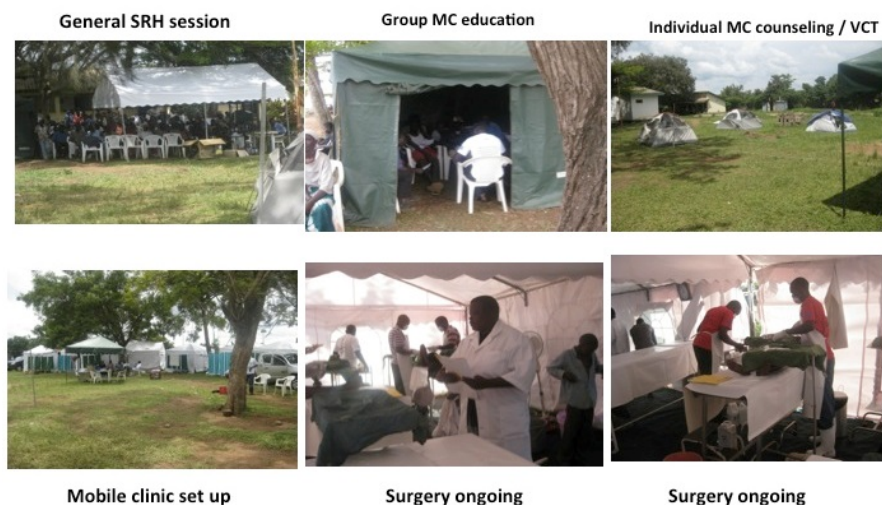 General SRH session
Group MC education
Individual MC counseling / VCT
Mobile clinic set up
Surgery ongoing
Surgery ongoing